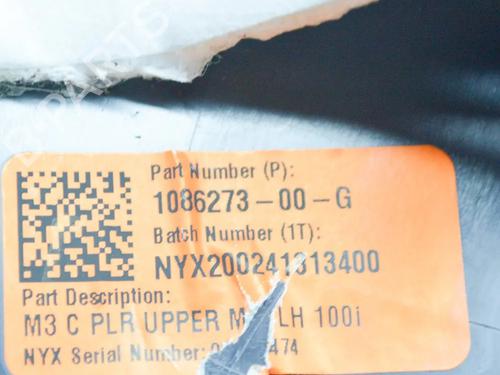 Part Number (P):
1086273-00-G
Batch Number (1T):
NYX200241313400
Part Description:
M3 C PLR UPPER LH 100i
NYX Serial Number: 474
B-PARTS